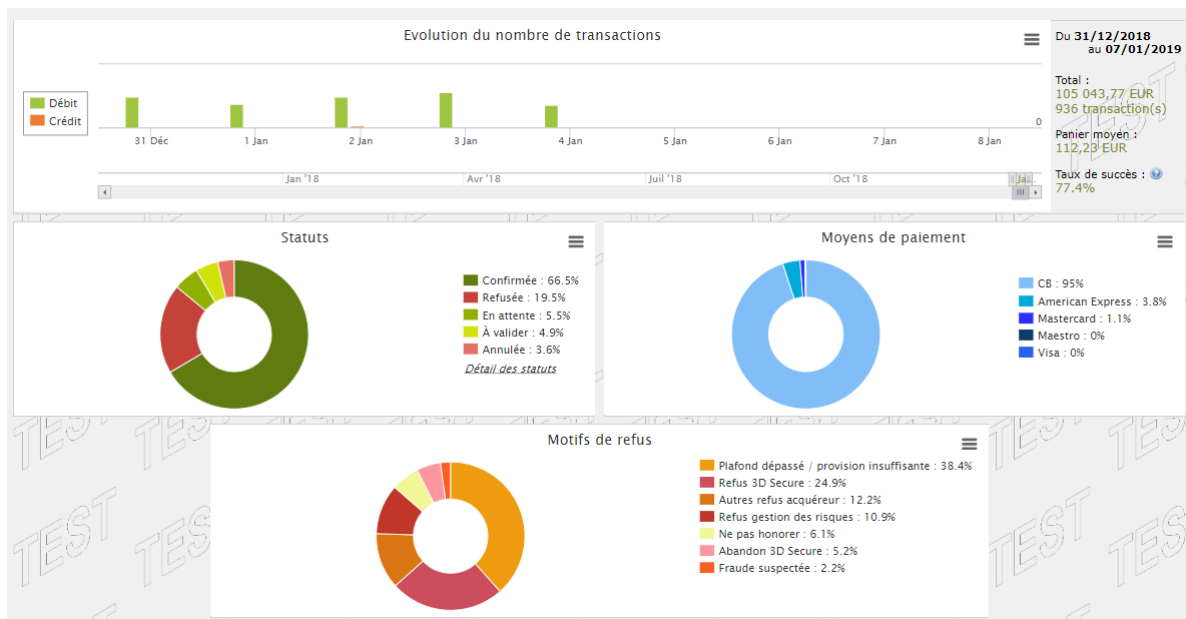 Evolution du nombre de transactions
Débit
Crédit
0
31 Déc 1 Jan 2 Jan 3 Jan 4 Jan 5 Jan 6 Jan 7 Jan 8 Jan
Jan '18 Avr '18 Juil '18 Oct '18
Du 31/12/2018
au 07/01/2019
Total :
105 043,77 EUR
936 transaction(s)
Panier moyen :
112,23 EUR
Taux de succès :
77.4%
Statuts
Confirmée : 66.5%
Refusée : 19.5%
En attente : 5.5%
À valider : 4.9%
Annulée : 3.6%
Détail des statuts
Moyens de paiement
CB : 95%
American Express : 3.8%
Mastercard : 1.1%
Maestro : 0%
Visa : 0%
Motifs de refus
Plafond dépassé / provision insuffisante : 38.4%
Refus 3D Secure : 24.9%
Autres refus acquéreur : 12.2%
Refus gestion des risques : 10.9%
Ne pas honorer : 6.1%
Abandon 3D Secure : 5.2%
Fraude suspectée : 2.2%
TEST
TEST
TEST
TEST
TEST
TEST